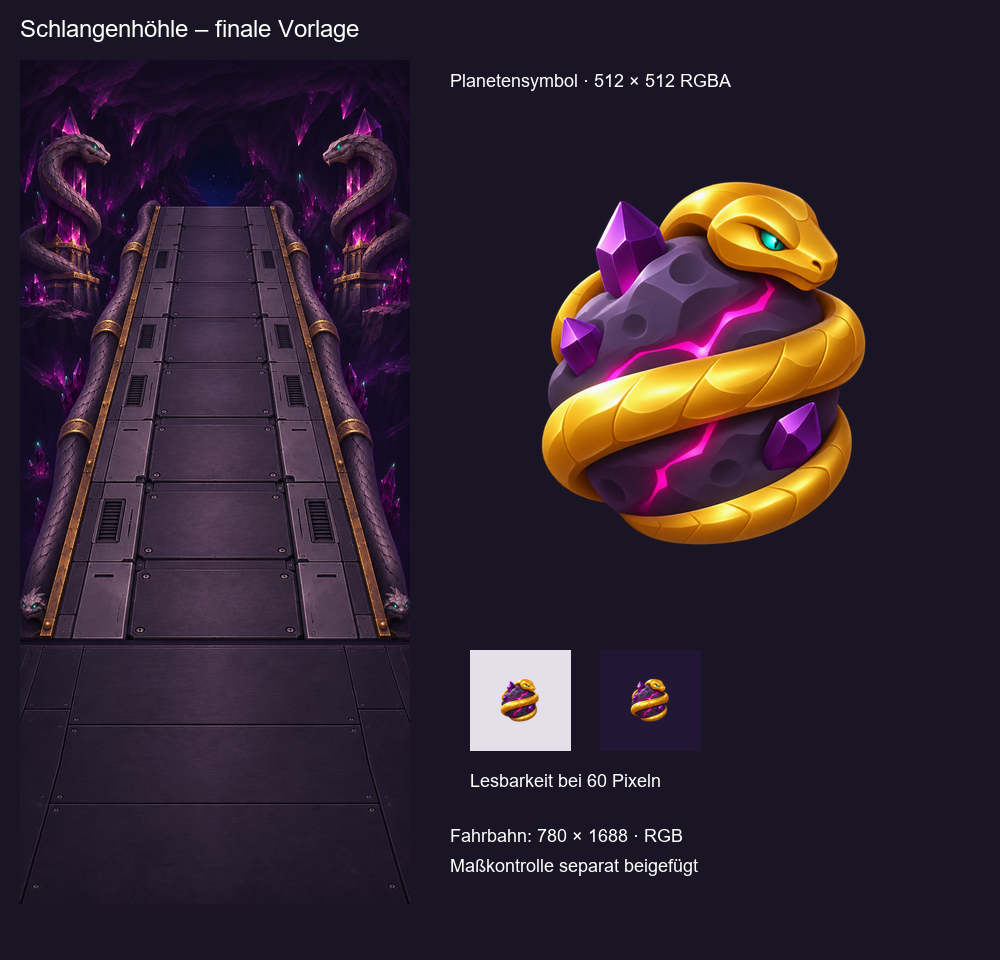 Schlangenhöhle – finale Vorlage
Planetensymbol · 512 × 512 RGBA
Lesbarkeit bei 60 Pixeln
Fahrbahn: 780 × 1688 · RGB
Maßkontrolle separat beigefügt